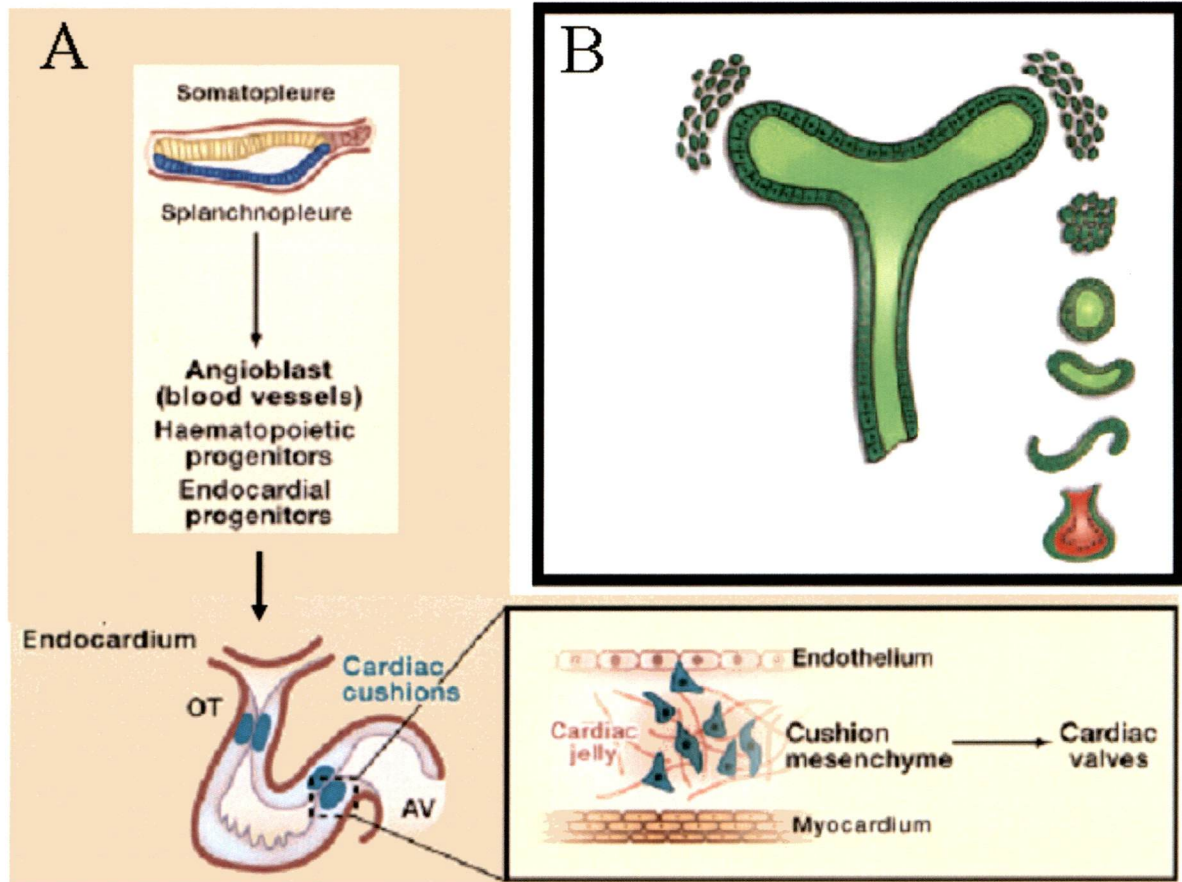 A
Somatopleure
Splanchnopleure
Angioblast
(blood vessels)
Haematopoietic
progenitors
Endocardial
progenitors
Endocardium
OT
Cardiac
cushions
AV
B
Endothelium
Cardiac
jelly
Cushion
mesenchyme
Cardiac
valves
Myocardium